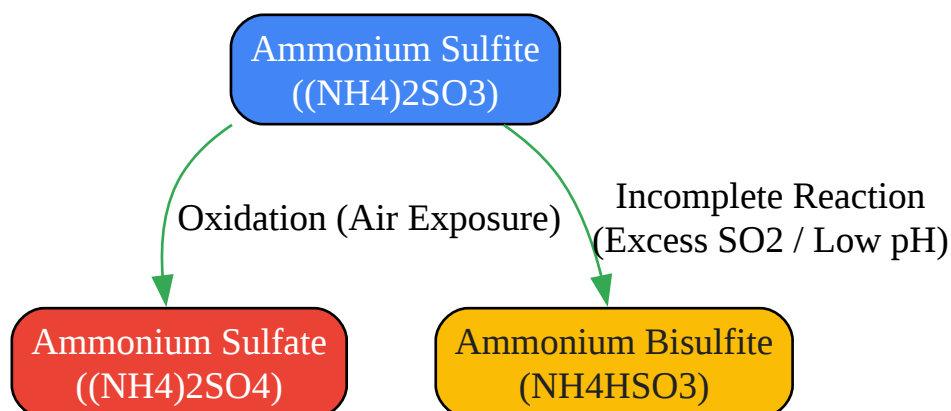 Ammonium Sulfite
((NH4)2SO3)
Oxidation (Air Exposure)
Incomplete Reaction
(Excess SO2 / Low pH)
Ammonium Sulfate
((NH4)2SO4)
Ammonium Bisulfite
(NH4HSO3)